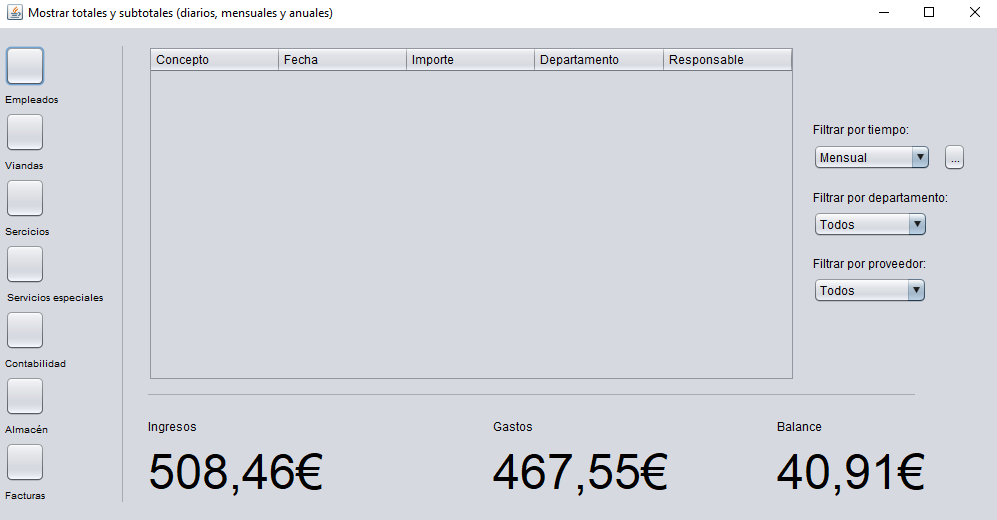 Mostrar totales y subtotales (diarios, mensuales y anuales)
Empleados
Viandas
Sercicios
Servicios especiales
Contabilidad
Almacén
Facturas
Concepto Fecha Importe Departamento Responsable
Filtrar por tiempo:
Mensual ...
Filtrar por departamento:
Todos
Filtrar por proveedor:
Todos
Ingresos Gastos Balance
508,46€ 467,55€ 40,91€